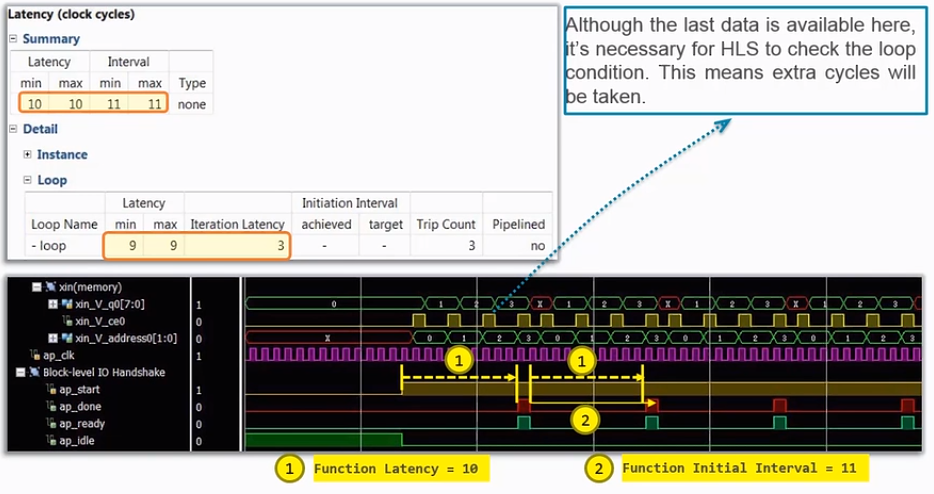 Latency (clock cycles)
Summary
Latency Interval
min max min max Type
10 10 11 11 none
Detail
Instance
Loop
Latency Initiation Interval
Loop Name min max Iteration Latency achieved target Trip Count Pipelined
- loop 9 9 3 - - 3 no
Although the last data is available here,
it's necessary for HLS to check the loop
condition. This means extra cycles will
be taken.
xin(memory)
xin_V_q0[7:0] 1 0 1 2 3 X 1 2 3 X 1 2 3 X 1 2 3
xin_V_ce0 0
xin_V_address0[1:0] 0 X 0 1 2 3 0 1 2 3 0 1 2 3 0 1 2 3
ap_clk 1
Block-level IO Handshake
ap_start 1
ap_done 0
ap_ready 0
ap_idle 0
1 1
2
1 Function Latency = 10 2 Function Initial Interval = 11